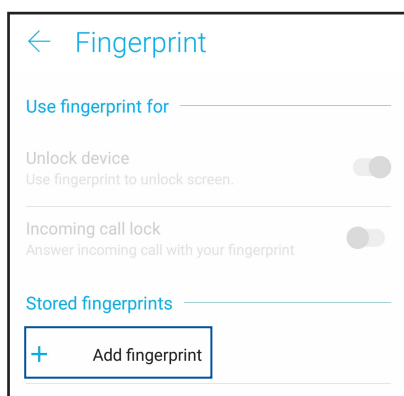 Fingerprint
Use fingerprint for
Unlock device
Use fingerprint to unlock screen.
Incoming call lock
Answer incoming call with your fingerprint
Stored fingerprints
Add fingerprint